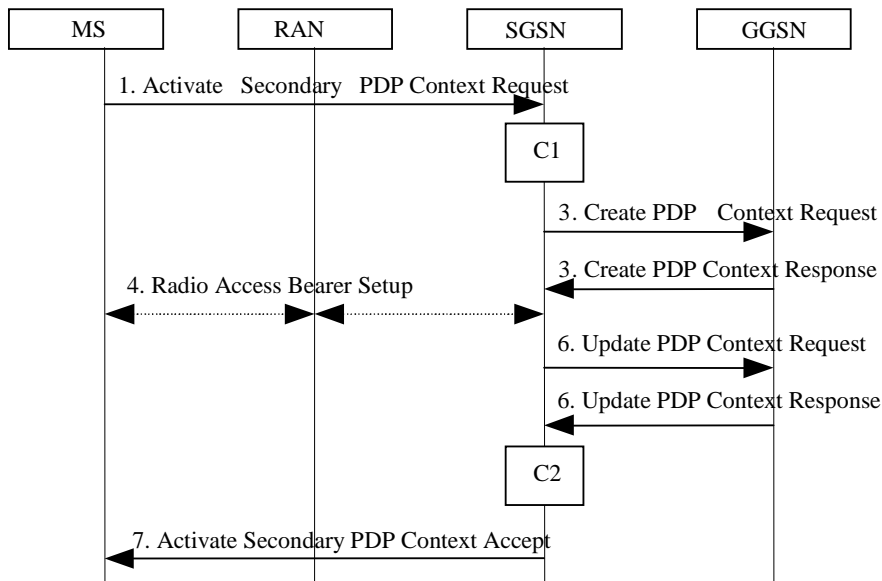 MS RAN SGSN GGSN
1. Activate Secondary PDP Context Request
C1
3. Create PDP Context Request
3. Create PDP Context Response
4. Radio Access Bearer Setup
6. Update PDP Context Request
6. Update PDP Context Response
C2
7. Activate Secondary PDP Context Accept